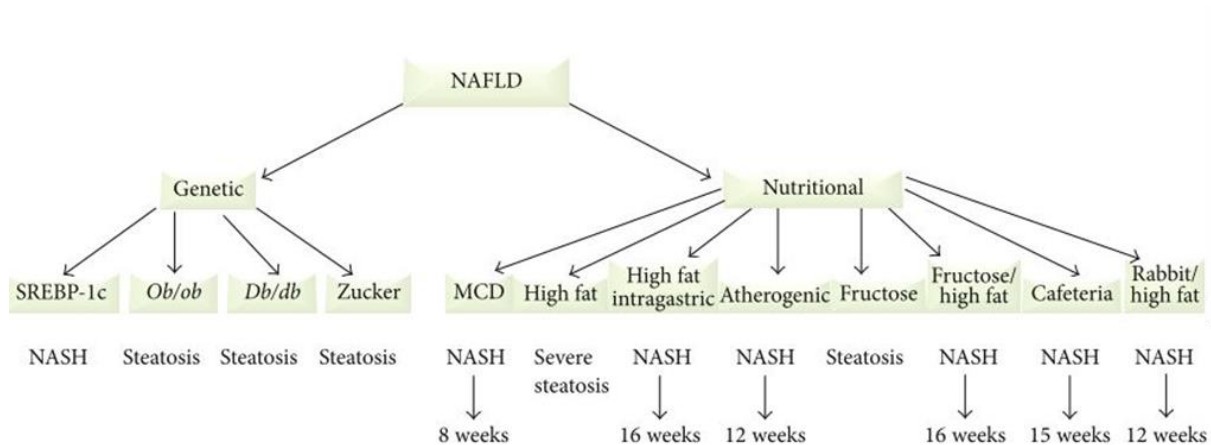 NAFLD
Genetic
Nutritional
SREBP-1c
Ob/ob
Db/db
Zucker
MCD
High fat
High fat
intragastric
Atherogenic
Fructose
Fructose/
high fat
Cafeteria
Rabbit/
high fat
NASH
Steatosis
Steatosis
Steatosis
NASH
Severe
steatosis
NASH
NASH
Steatosis
NASH
NASH
NASH
8 weeks
16 weeks
12 weeks
16 weeks
15 weeks
12 weeks